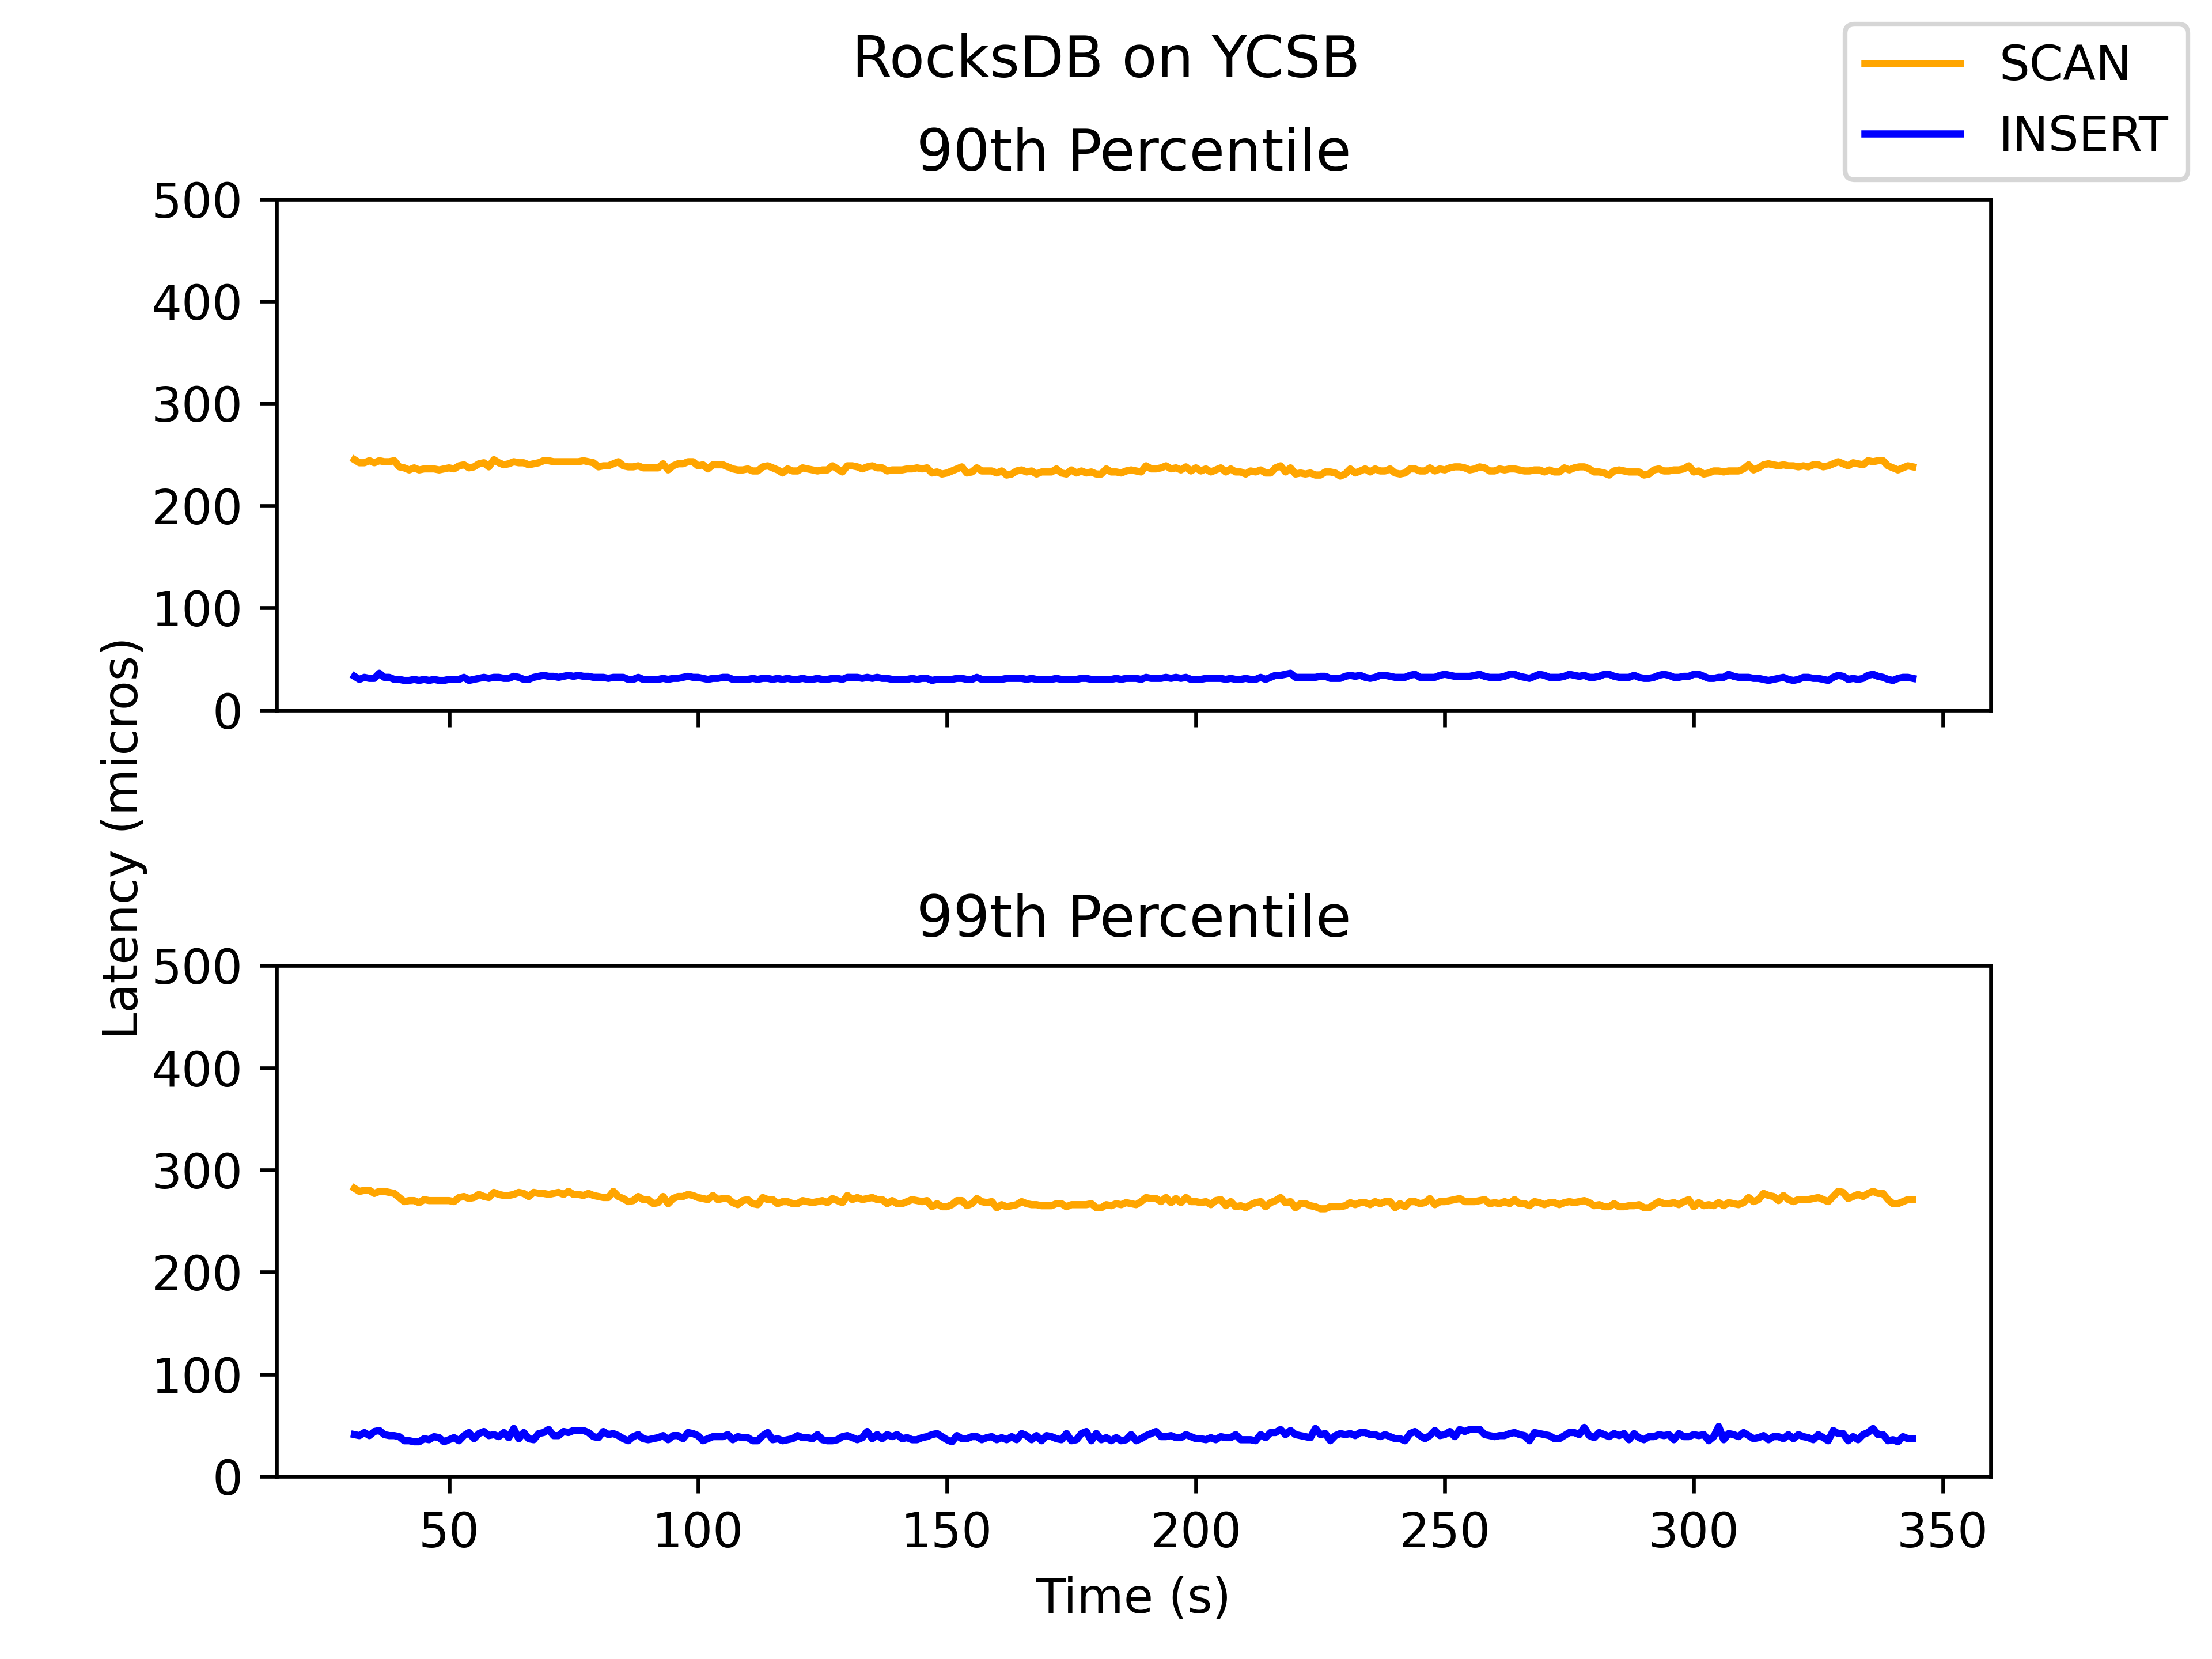 RocksDB on YCSB
SCAN
INSERT
90th Percentile
500
400
300
200
100
0
Latency (micros)
99th Percentile
500
400
300
200
100
0
50 100 150 200 250 300 350
Time (s)